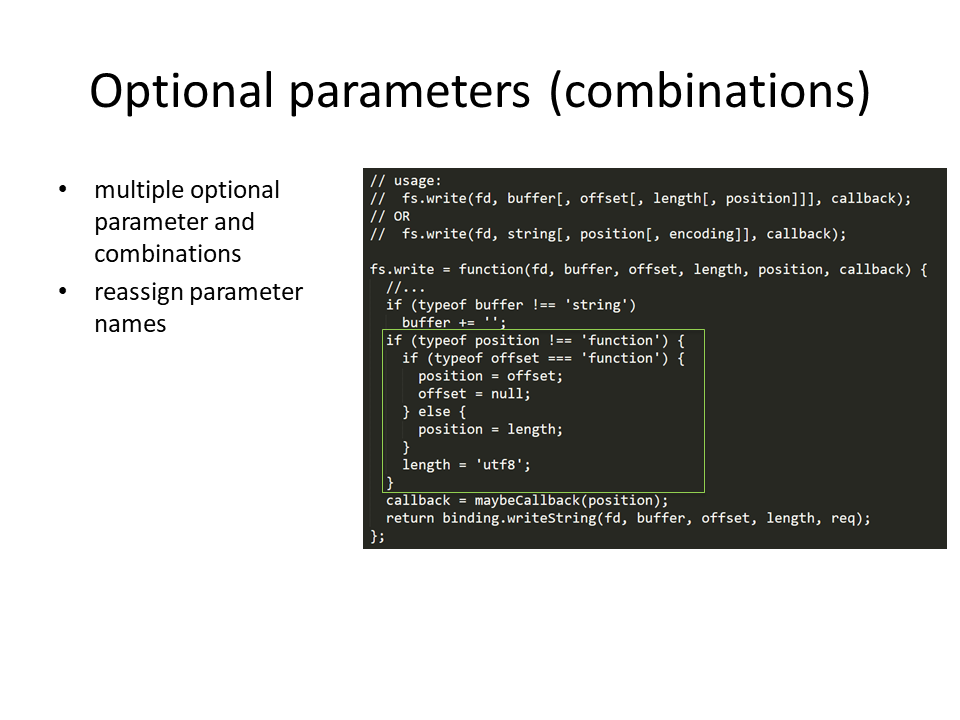 Optional parameters (combinations)
• multiple optional
parameter and
combinations
• reassign parameter
names
// usage:
//  fs.write(fd, buffer[, offset[, length[, position]]], callback);
// OR
//  fs.write(fd, string[, position[, encoding]], callback);

fs.write = function(fd, buffer, offset, length, position, callback) {
  //...
  if (typeof buffer !== 'string')
    buffer += '';
  if (typeof position !== 'function') {
    if (typeof offset === 'function') {
      position = offset;
      offset = null;
    } else {
      position = length;
    }
    length = 'utf8';
  }
  callback = maybeCallback(position);
  return binding.writeString(fd, buffer, offset, length, req);
};